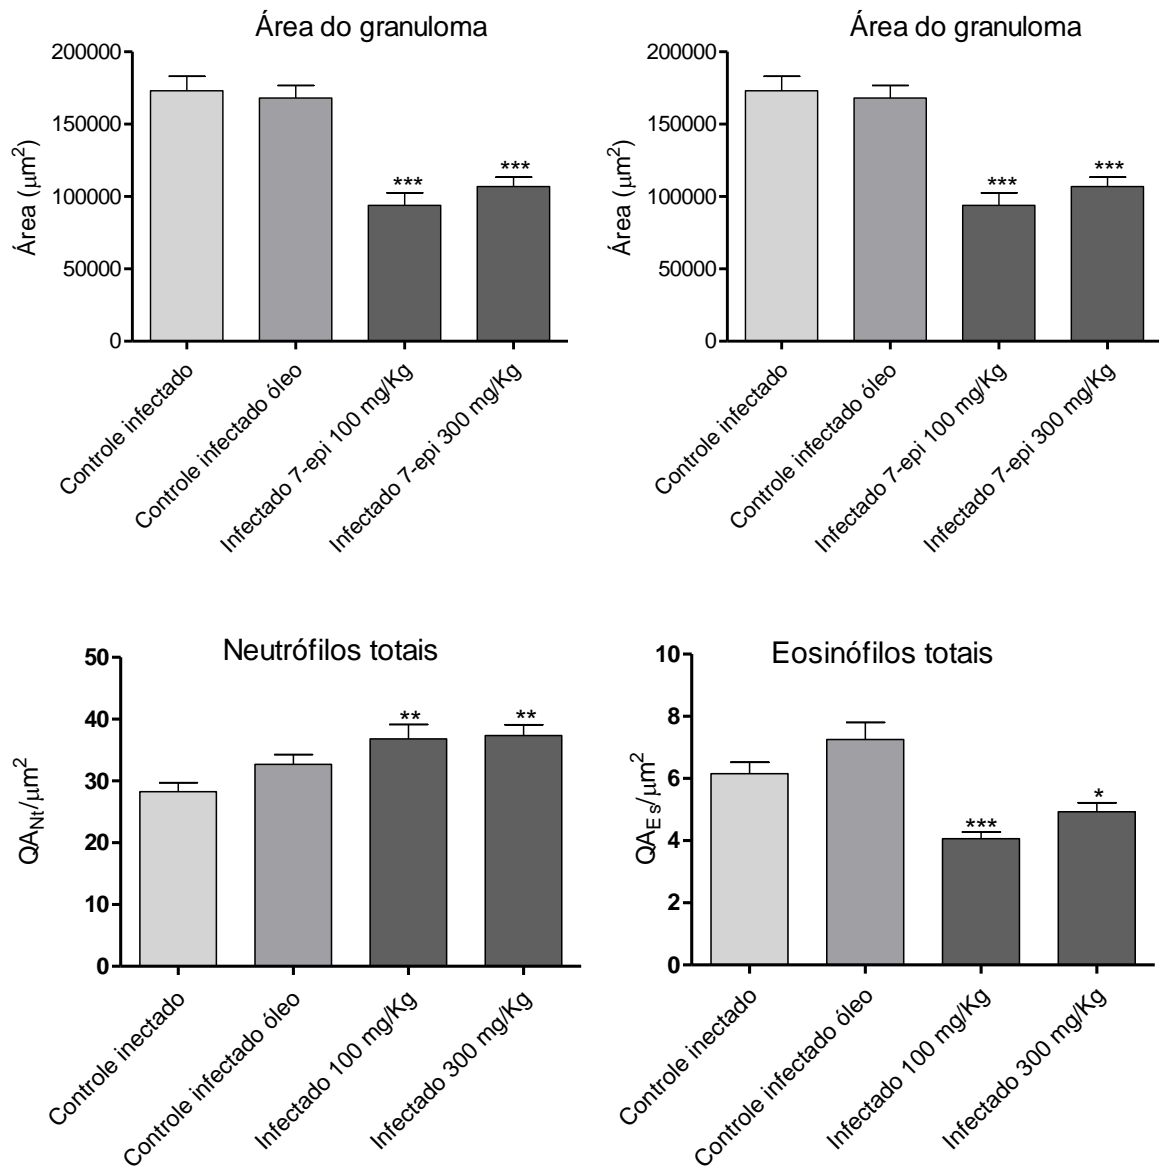 Área do granuloma
200000
150000
100000
50000
0
Área (μm²)
***
***
Controle infectado
Controle infectado óleo
Infectado 7-epi 100 mg/Kg
Infectado 7-epi 300 mg/Kg
Área do granuloma
200000
150000
100000
50000
0
Área (μm²)
***
***
Controle infectado
Controle infectado óleo
Infectado 7-epi 100 mg/Kg
Infectado 7-epi 300 mg/Kg
Neutrófilos totais
50
40
30
20
10
0
QANt/μm²
**
**
Controle inectado
Controle infectado óleo
Infectado 100 mg/Kg
Infectado 300 mg/Kg
Eosinófilos totais
10
8
6
4
2
0
QAEs/μm²
***
*
Controle inectado
Controle infectado óleo
Infectado 100 mg/Kg
Infectado 300 mg/Kg